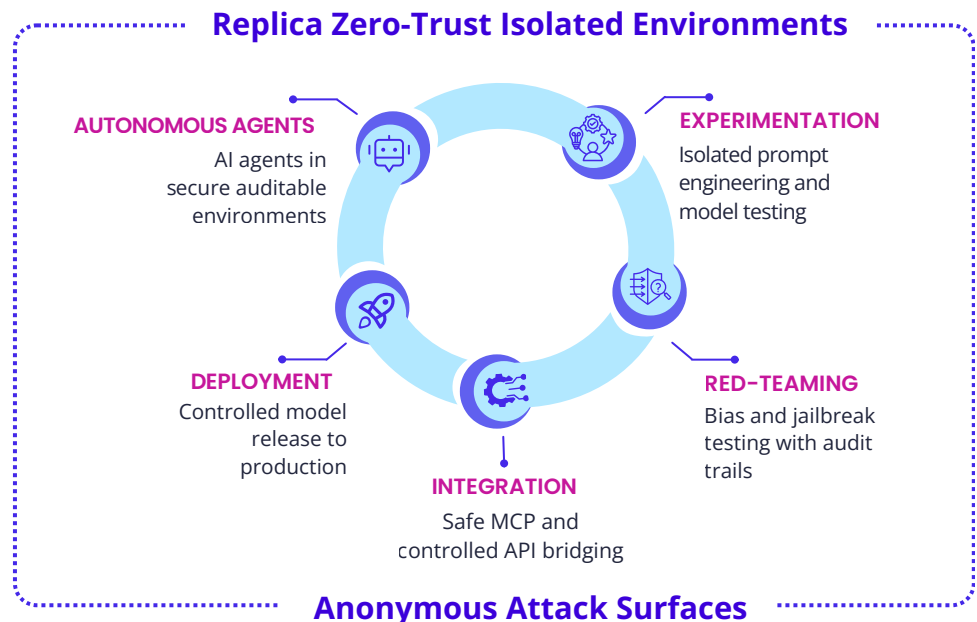 Replica Zero-Trust Isolated Environments
AUTONOMOUS AGENTS
AI agents in
secure auditable
environments
EXPERIMENTATION
Isolated prompt
engineering and
model testing
RED-TEAMING
Bias and jailbreak
testing with audit
trails
INTEGRATION
Safe MCP and
controlled API bridging
DEPLOYMENT
Controlled model
release to
production
?
Anonymous Attack Surfaces